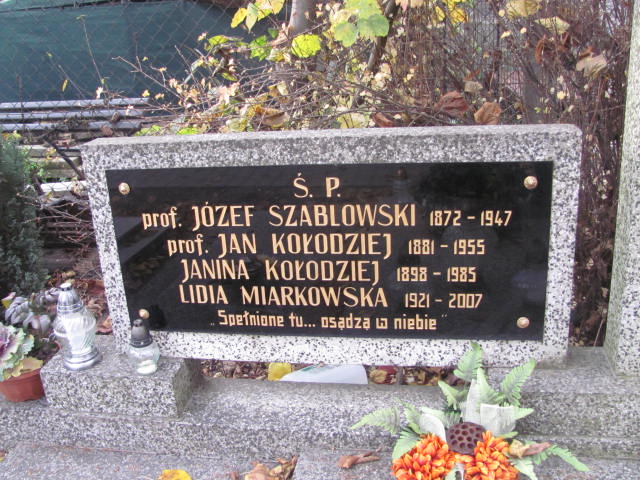 Ś. P.
prof. JÓZEF SZABLOWSKI 1872 - 1947
prof. JAN KOŁODZIEJ 1881 - 1955
JANINA KOŁODZIEJ 1898 - 1985
LIDIA MIARKOWSKA 1921 - 2007
"Spełnione tu... osądzą w niebie"